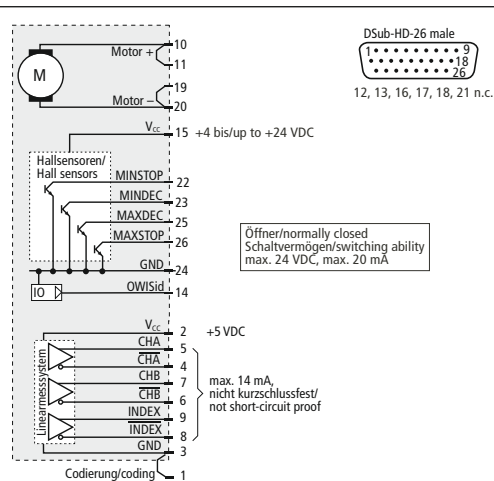 10
Motor +
11
M
19
Motor –
20
VCC
15 +4 bis/up to +24 VDC
Hallsensoren/
Hall sensors
MINSTOP
22
MINDEC
23
MAXDEC
25
MAXSTOP
26
GND
24
IO
OWISid
14
VCC
2 +5 VDC
Linearmesssystem
CHA
5
CHA
4
CHB
7
CHB
6
INDEX
9
INDEX
8
GND
3
Codierung/coding
1
max. 14 mA,
nicht kurzschlussfest/
not short-circuit proof
DSub-HD-26 male
1 9
18
26
12, 13, 16, 17, 18, 21 n.c.
Öffner/normally closed
Schaltvermögen/switching ability
max. 24 VDC, max. 20 mA